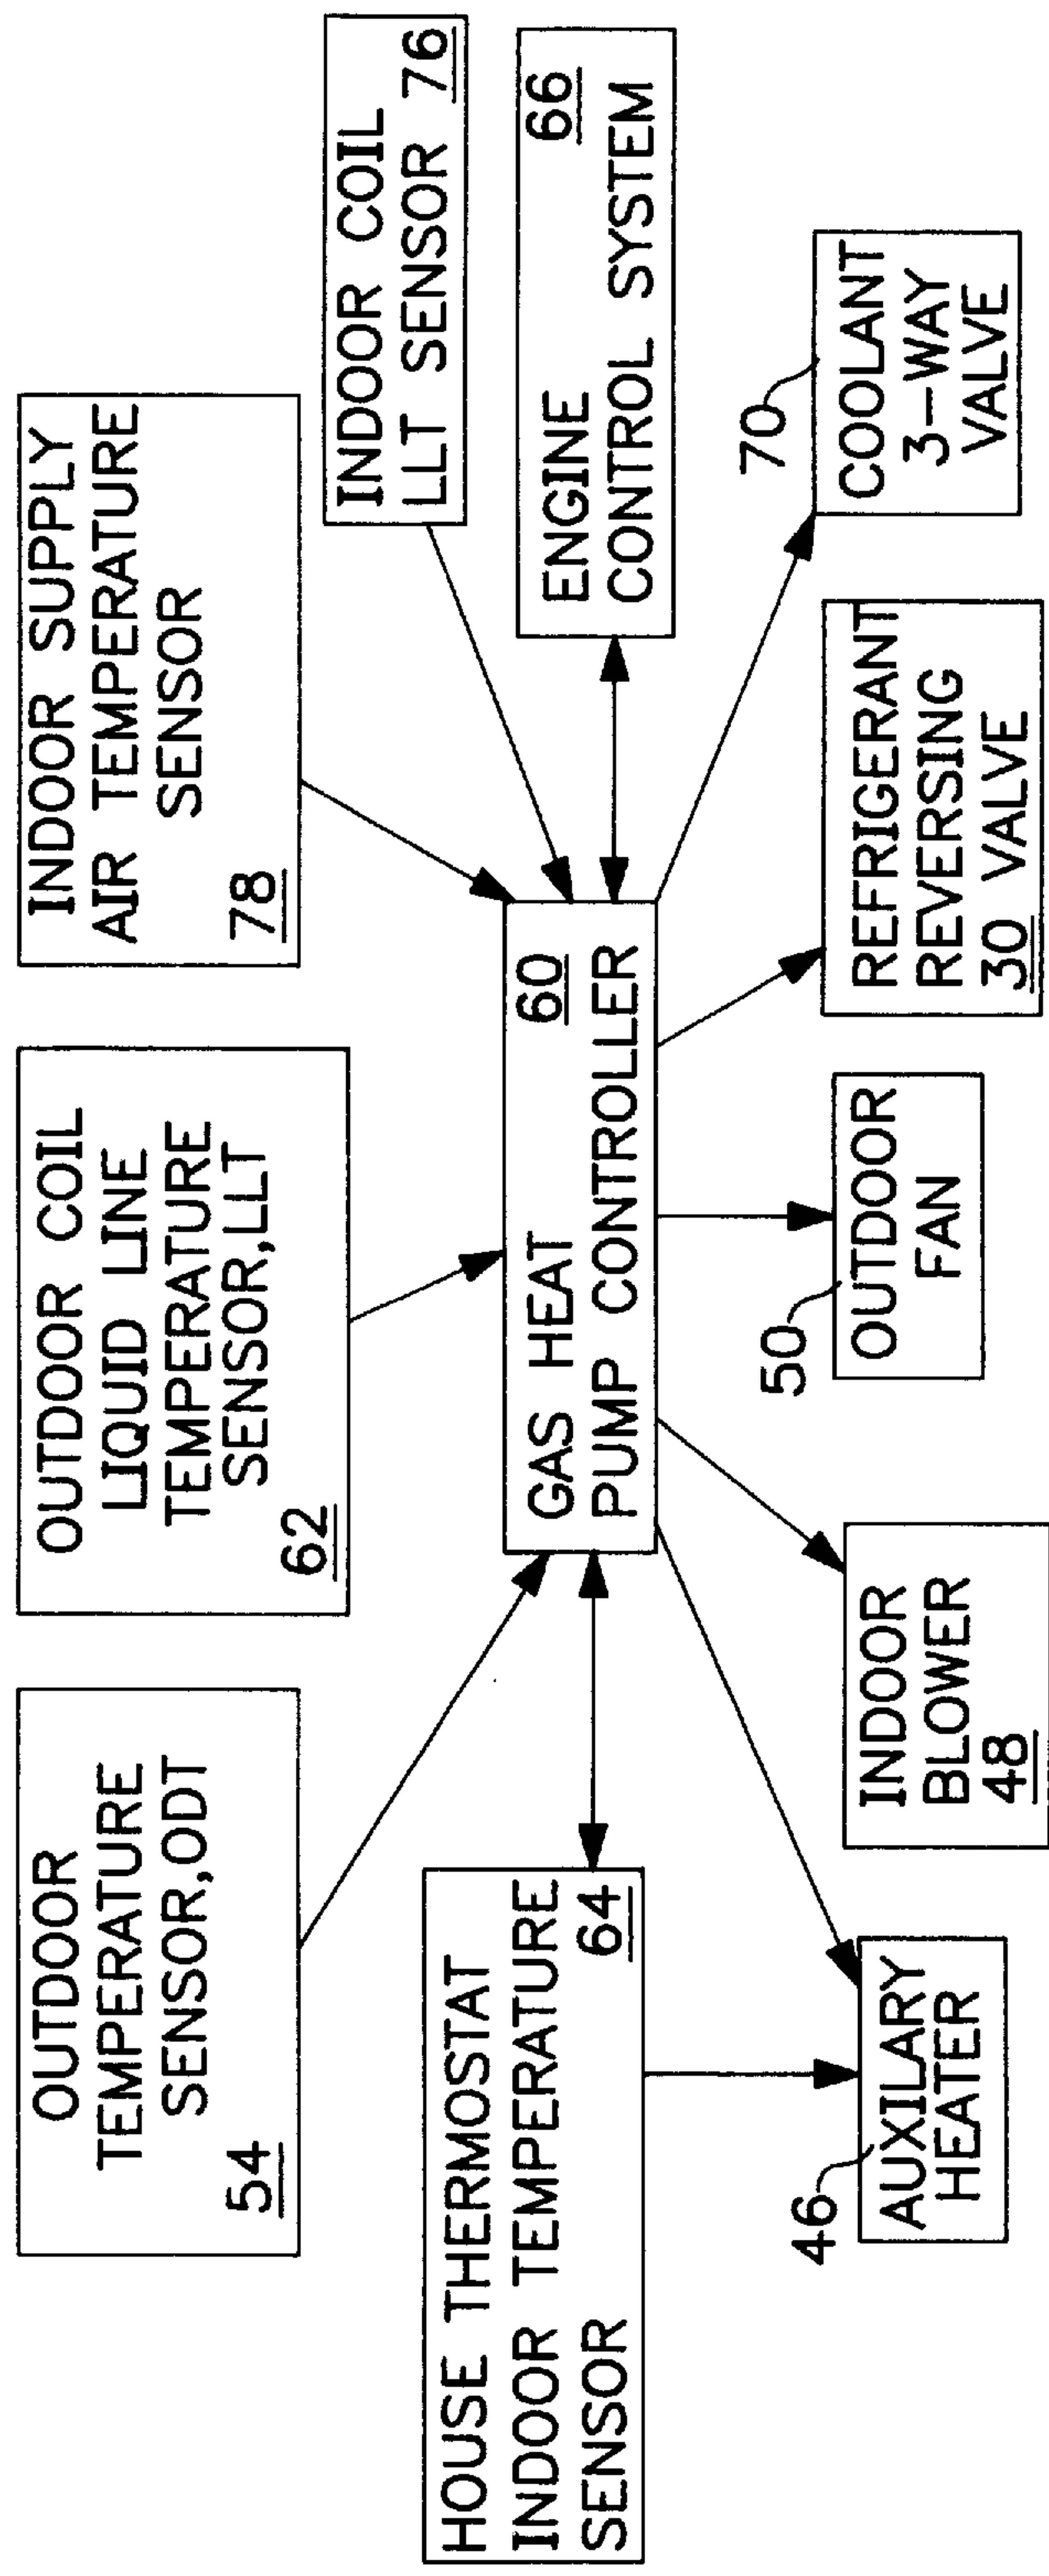 OUTDOOR
TEMPERATURE
SENSOR,ODT
54
OUTDOOR COIL
LIQUID LINE
TEMPERATURE
SENSOR,LLT
62
INDOOR SUPPLY
AIR TEMPERATURE
SENSOR
78
INDOOR COIL
LLT SENSOR 76
HOUSE THERMOSTAT
INDOOR TEMPERATURE
SENSOR 64
GAS HEAT 60
PUMP CONTROLLER
ENGINE 66
CONTROL SYSTEM
46
AUXILARY
HEATER
INDOOR
BLOWER
48
50
OUTDOOR
FAN
REFRIGERANT
REVERSING
30 VALVE
70
COOLANT
3-WAY
VALVE